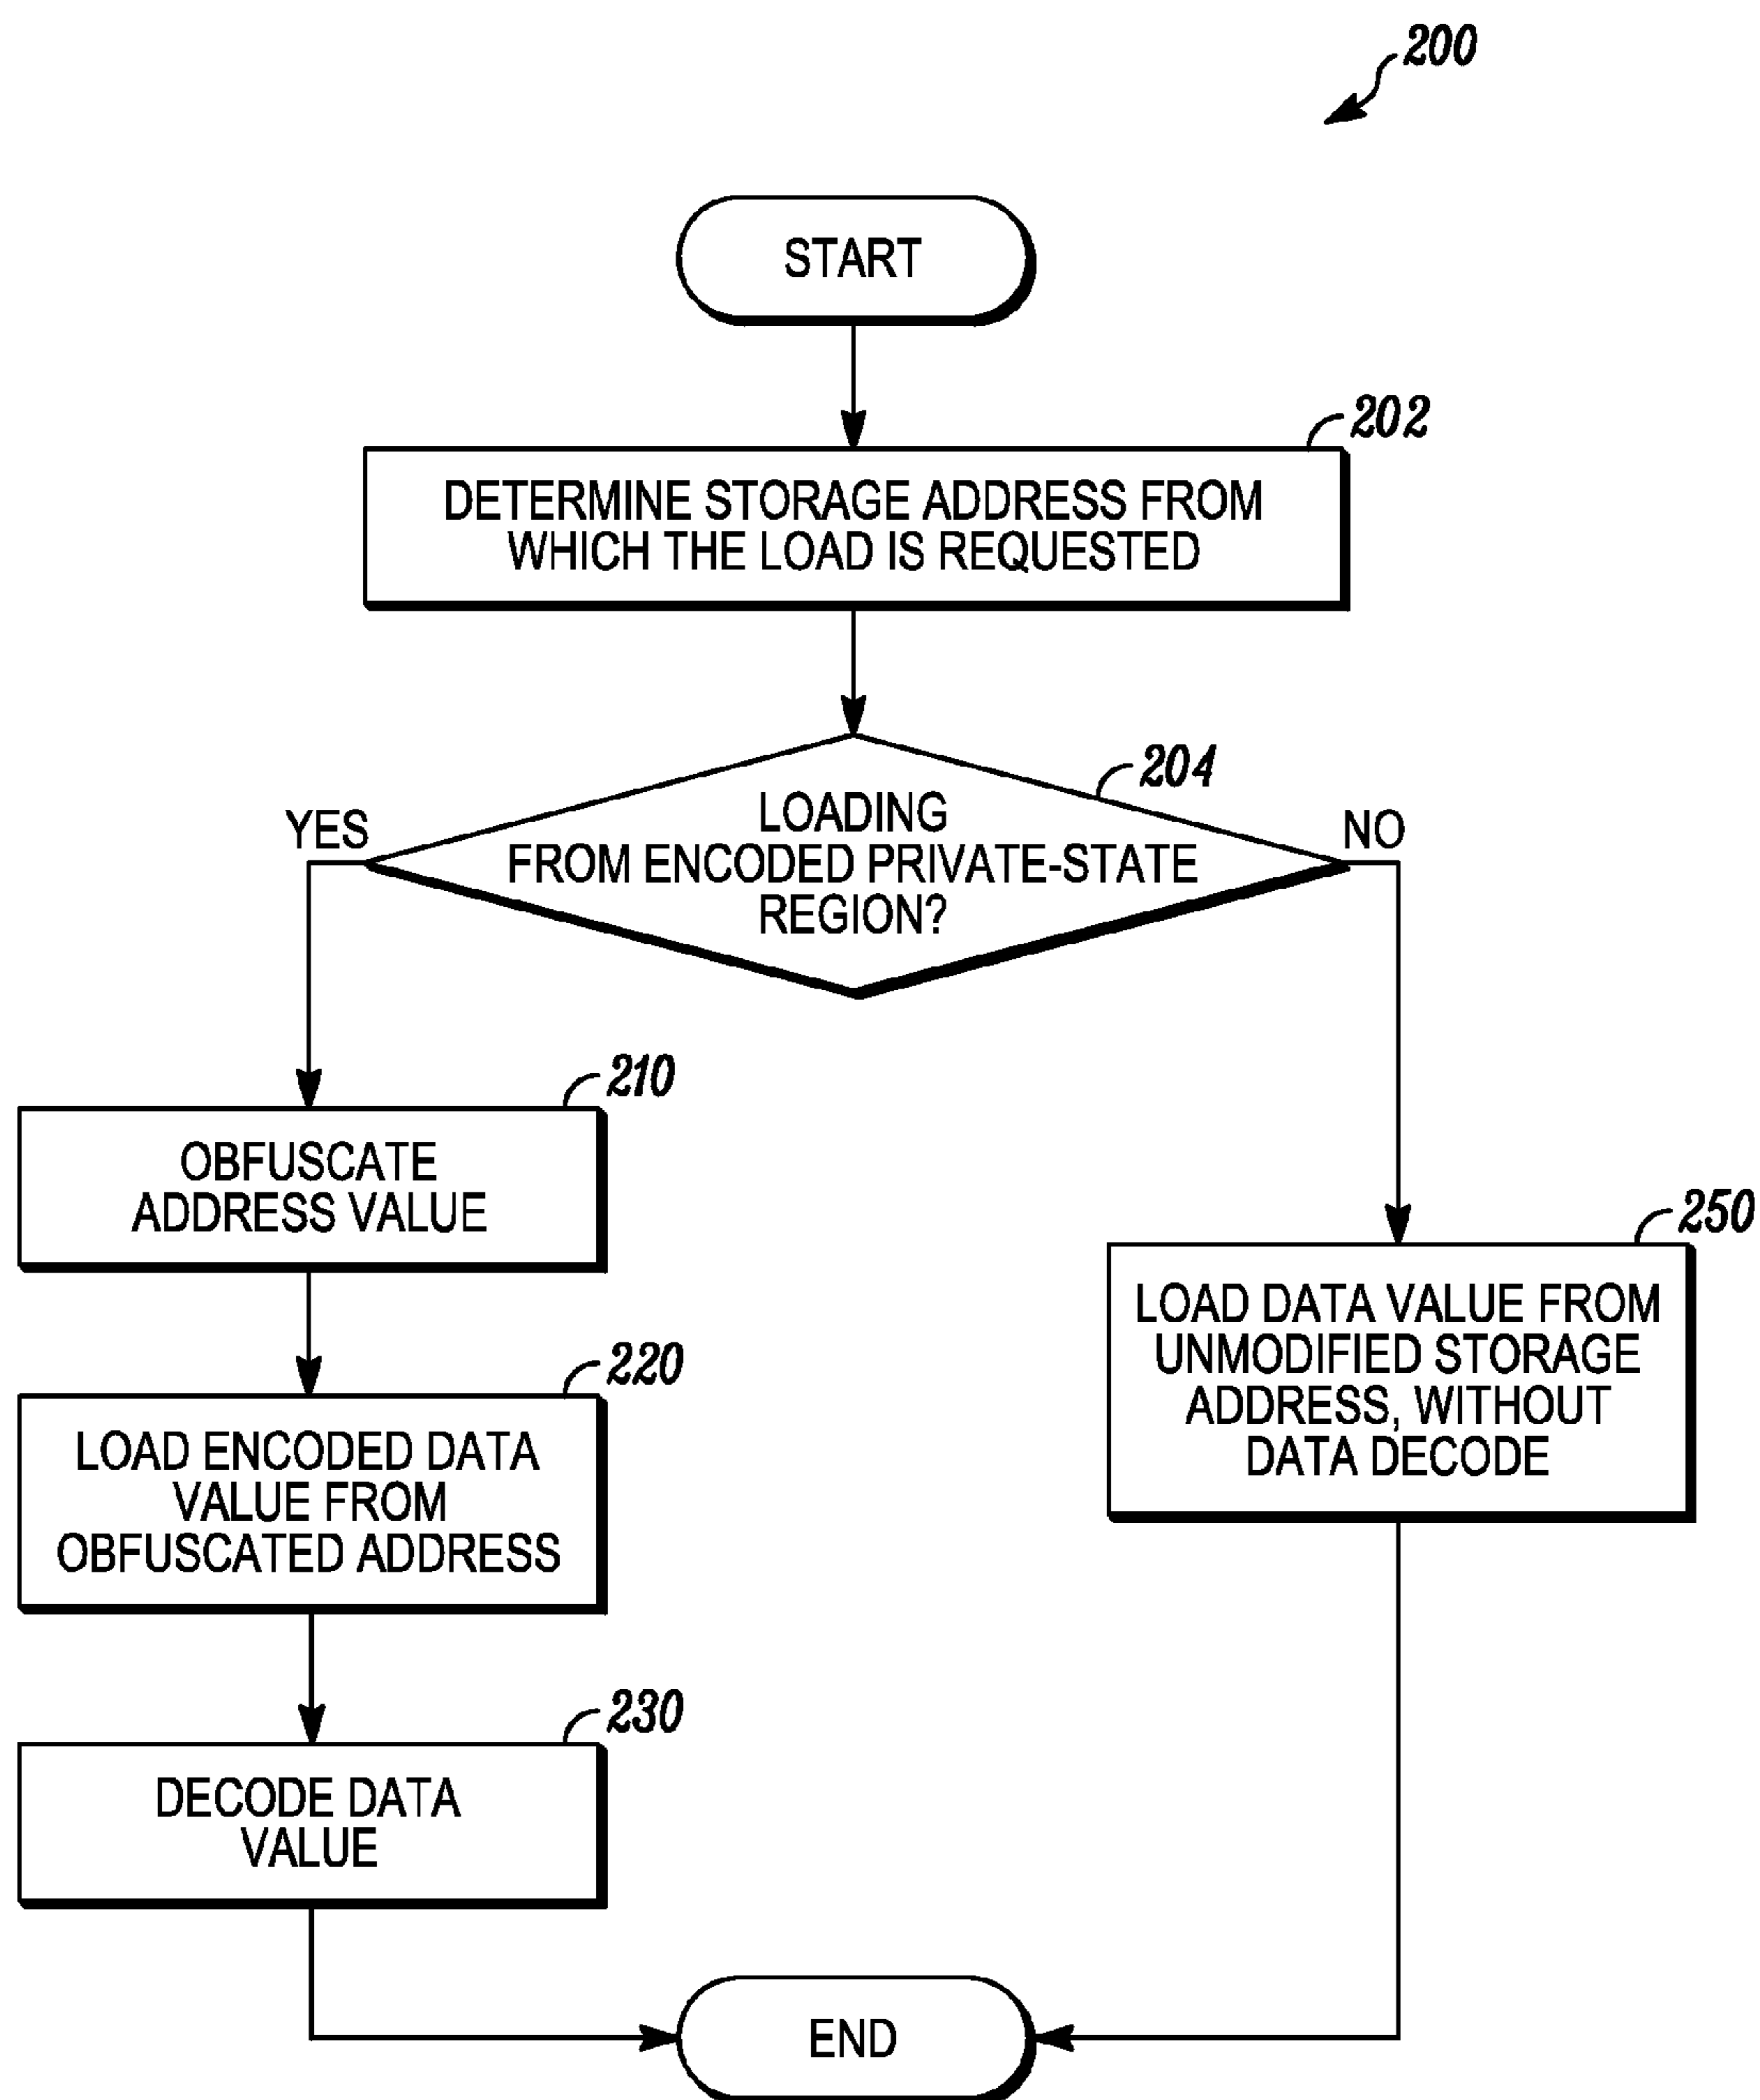 200
START
202
DETERMINE STORAGE ADDRESS FROM
WHICH THE LOAD IS REQUESTED
204
LOADING
FROM ENCODED PRIVATE-STATE
REGION?
YES
NO
210
OBFUSCATE
ADDRESS VALUE
220
LOAD ENCODED DATA
VALUE FROM
OBFUSCATED ADDRESS
230
DECODE DATA
VALUE
250
LOAD DATA VALUE FROM
UNMODIFIED STORAGE
ADDRESS, WITHOUT
DATA DECODE
END